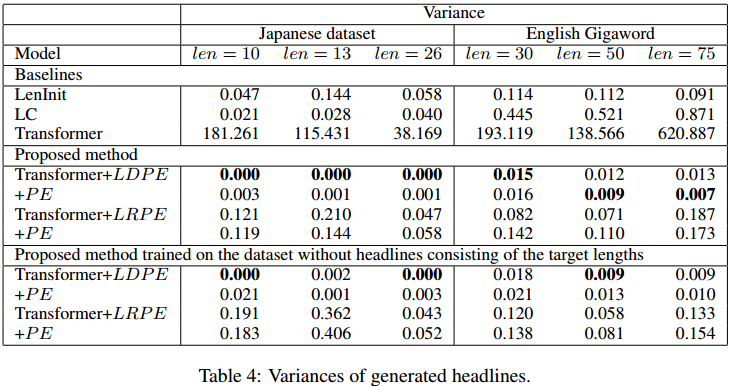 Variance
Japanese dataset English Gigaword
Model len = 10 len = 13 len = 26 len = 30 len = 50 len = 75
Baselines
LenInit 0.047 0.144 0.058 0.114 0.112 0.091
LC 0.021 0.028 0.040 0.445 0.521 0.871
Transformer 181.261 115.431 38.169 193.119 138.566 620.887
Proposed method
Transformer+LDPE 0.000 0.000 0.000 0.015 0.012 0.013
+PE 0.003 0.001 0.001 0.016 0.009 0.007
Transformer+LRPE 0.121 0.210 0.047 0.082 0.071 0.187
+PE 0.119 0.144 0.058 0.142 0.110 0.173
Proposed method trained on the dataset without headlines consisting of the target lengths
Transformer+LDPE 0.000 0.002 0.000 0.018 0.009 0.009
+PE 0.021 0.001 0.003 0.021 0.013 0.010
Transformer+LRPE 0.191 0.362 0.043 0.120 0.058 0.133
+PE 0.183 0.406 0.052 0.138 0.081 0.154
Table 4: Variances of generated headlines.